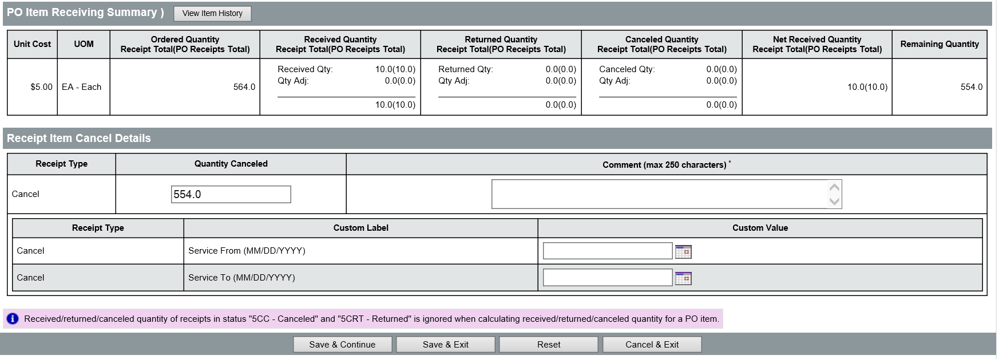 PO Item Receiving Summary )
View Item History
Unit Cost
UOM
Ordered Quantity
Receipt Total(PO Receipts Total)
Received Quantity
Receipt Total(PO Receipts Total)
Returned Quantity
Receipt Total(PO Receipts Total)
Canceled Quantity
Receipt Total(PO Receipts Total)
Net Received Quantity
Receipt Total(PO Receipts Total)
Remaining Quantity
$5.00
EA - Each
564.0
Received Qty: 10.0(10.0)
Qty Adj: 0.0(0.0)
10.0(10.0)
Returned Qty: 0.0(0.0)
Qty Adj: 0.0(0.0)
0.0(0.0)
Canceled Qty: 0.0(0.0)
Qty Adj: 0.0(0.0)
0.0(0.0)
10.0(10.0)
554.0
Receipt Item Cancel Details
Receipt Type
Quantity Canceled
Comment (max 250 characters) *
Cancel
554.0
Receipt Type
Custom Label
Custom Value
Cancel
Service From (MM/DD/YYYY)
Cancel
Service To (MM/DD/YYYY)
Received/returned/canceled quantity of receipts in status "5CC - Canceled" and "5CRT - Returned" is ignored when calculating received/returned/canceled quantity for a PO item.
Save & Continue
Save & Exit
Reset
Cancel & Exit